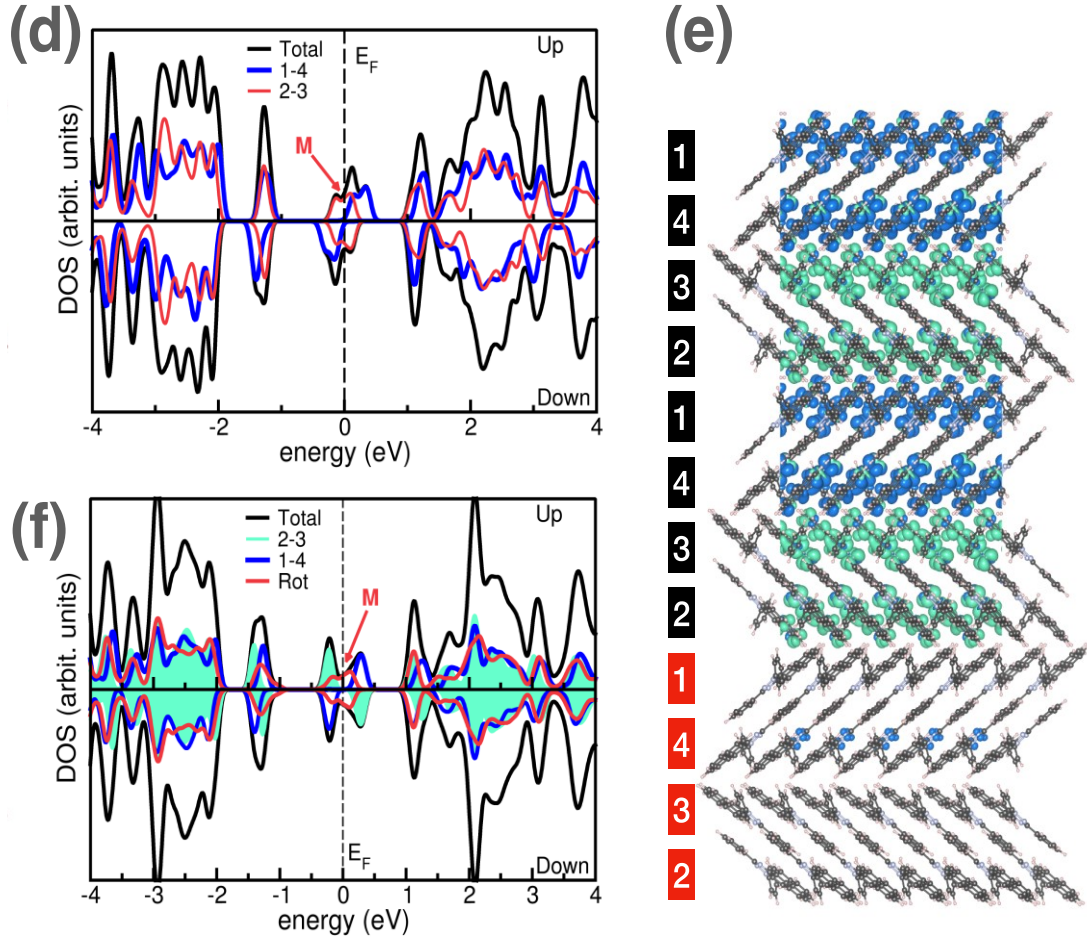 (d)
Total
1-4
2-3
E_F
Up
M
Down
DOS (arbit. units)
-4 -2 0 2 4
energy (eV)
(e)
1
4
3
2
1
4
3
2
1
4
3
2
(f)
Total
2-3
1-4
Rot
Up
M
E_F
Down
DOS (arbit. units)
-4 -3 -2 -1 0 1 2 3 4
energy (eV)